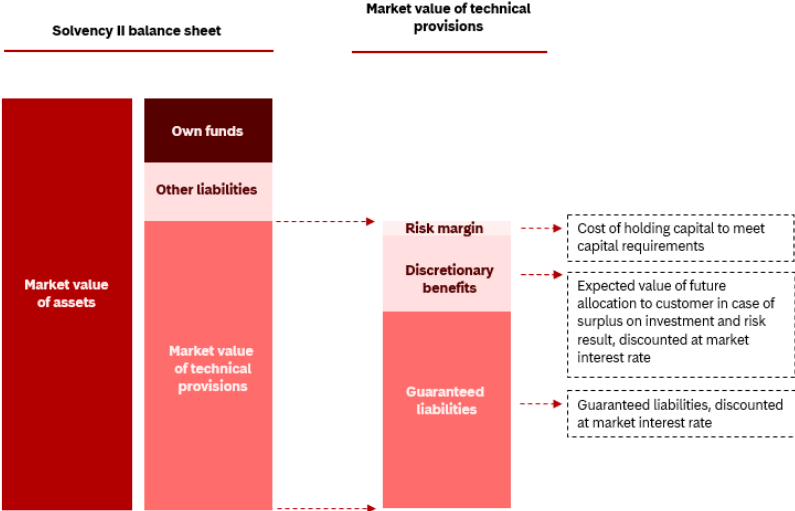 Solvency II balance sheet
Market value of technical
provisions
Own funds
Other liabilities
Market value
of assets
Market value
of technical
provisions
Risk margin
Discretionary
benefits
Guaranteed
liabilities
Cost of holding capital to meet
capital requirements
Expected value of future
allocation to customer in case of
surplus on investment and risk
result, discounted at market
interest rate
Guaranteed liabilities, discounted
at market interest rate